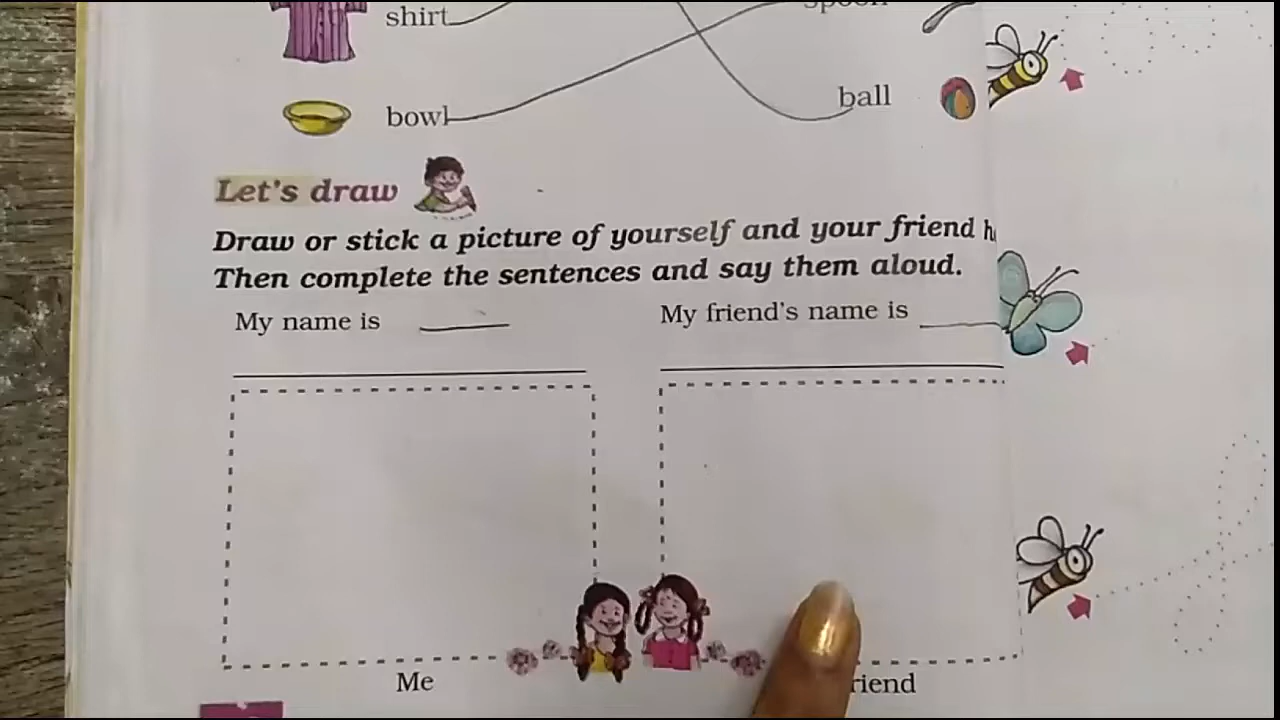 shirt
bowl
ball
Let's draw
Draw or stick a picture of yourself and your friend
Then complete the sentences and say them aloud.
My name is
My friend's name is
Me
riend